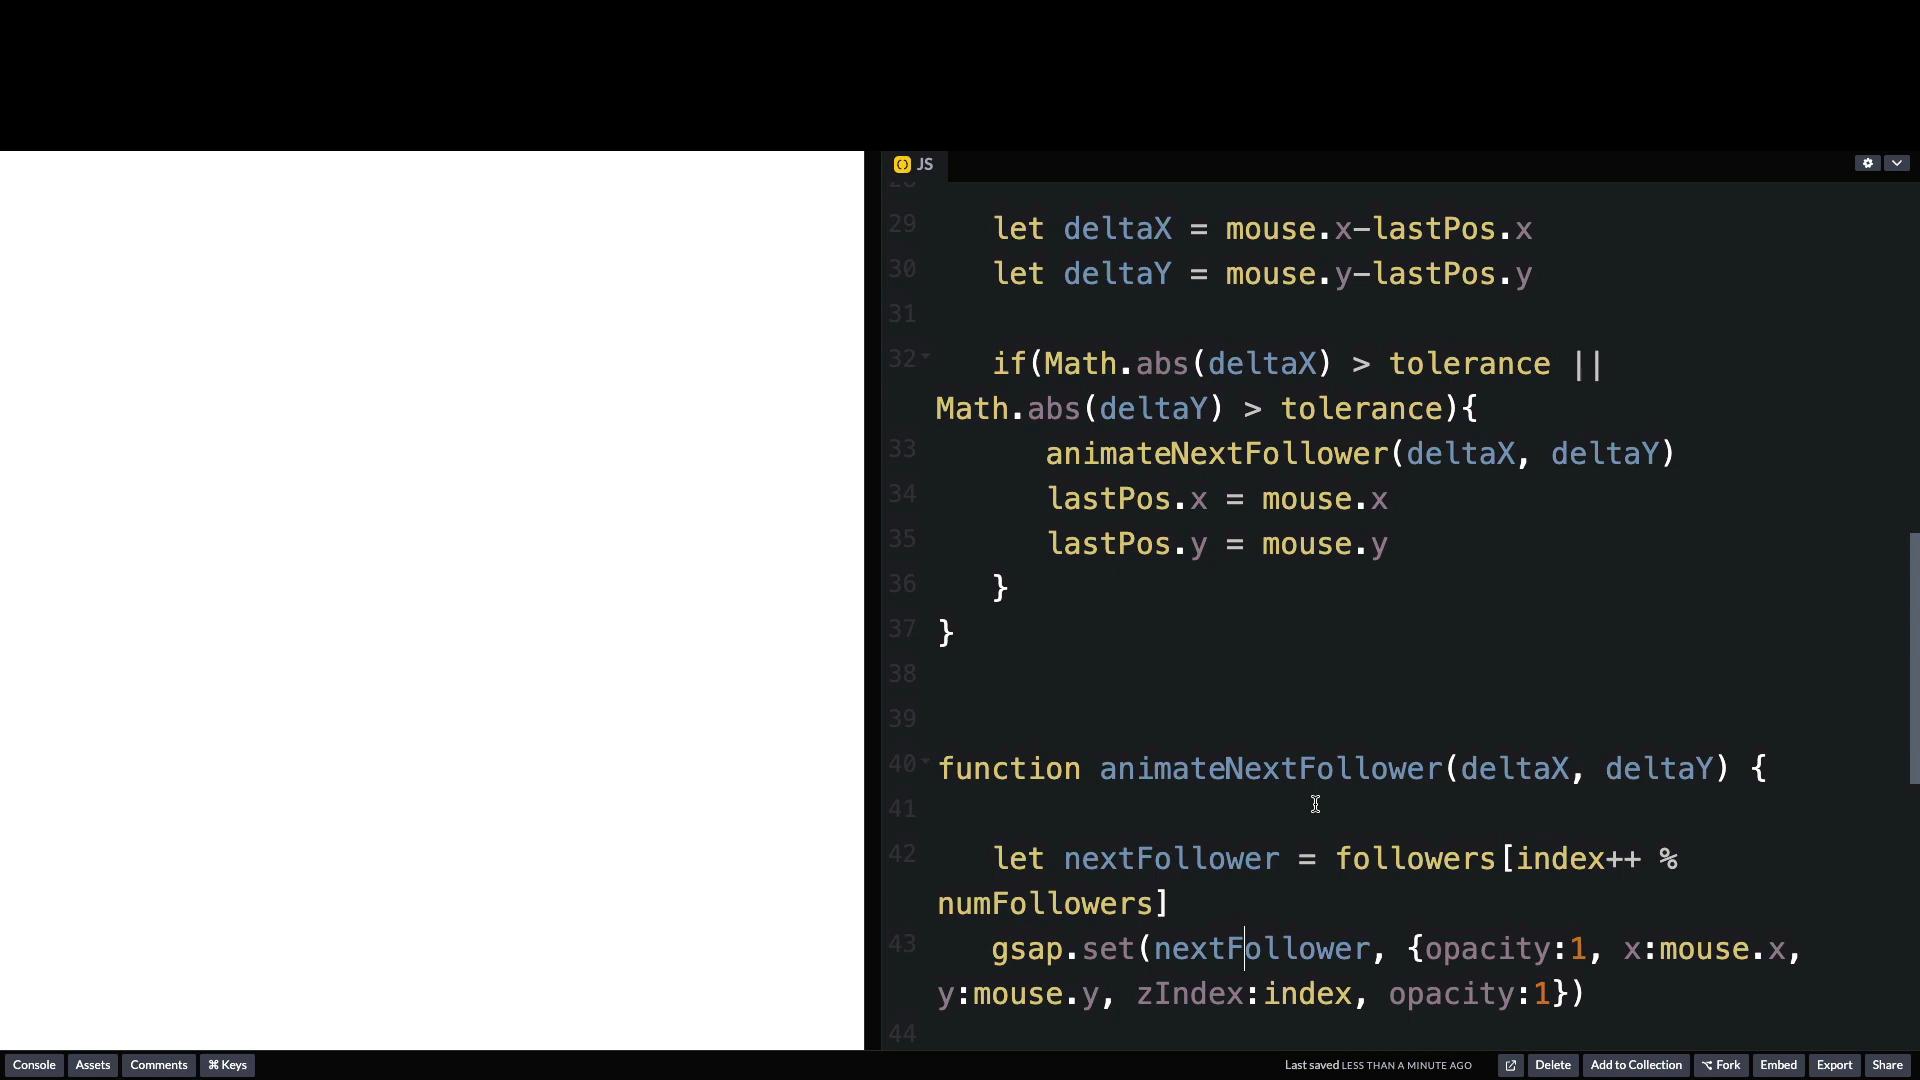 JS
28
29 let deltaX = mouse.x-lastPos.x
30 let deltaY = mouse.y-lastPos.y
31
32 if(Math.abs(deltaX) > tolerance ||
Math.abs(deltaY) > tolerance){
33 animateNextFollower(deltaX, deltaY)
34 lastPos.x = mouse.x
35 lastPos.y = mouse.y
36 }
37 }
38
39
40 function animateNextFollower(deltaX, deltaY) {
41
42 let nextFollower = followers[index++ %
numFollowers]
43 gsap.set(nextFollower, {opacity:1, x:mouse.x,
y:mouse.y, zIndex:index, opacity:1})
44
Console Assets Comments ⌘ Keys Last saved LESS THAN A MINUTE AGO Delete Add to Collection Fork Embed Export Share